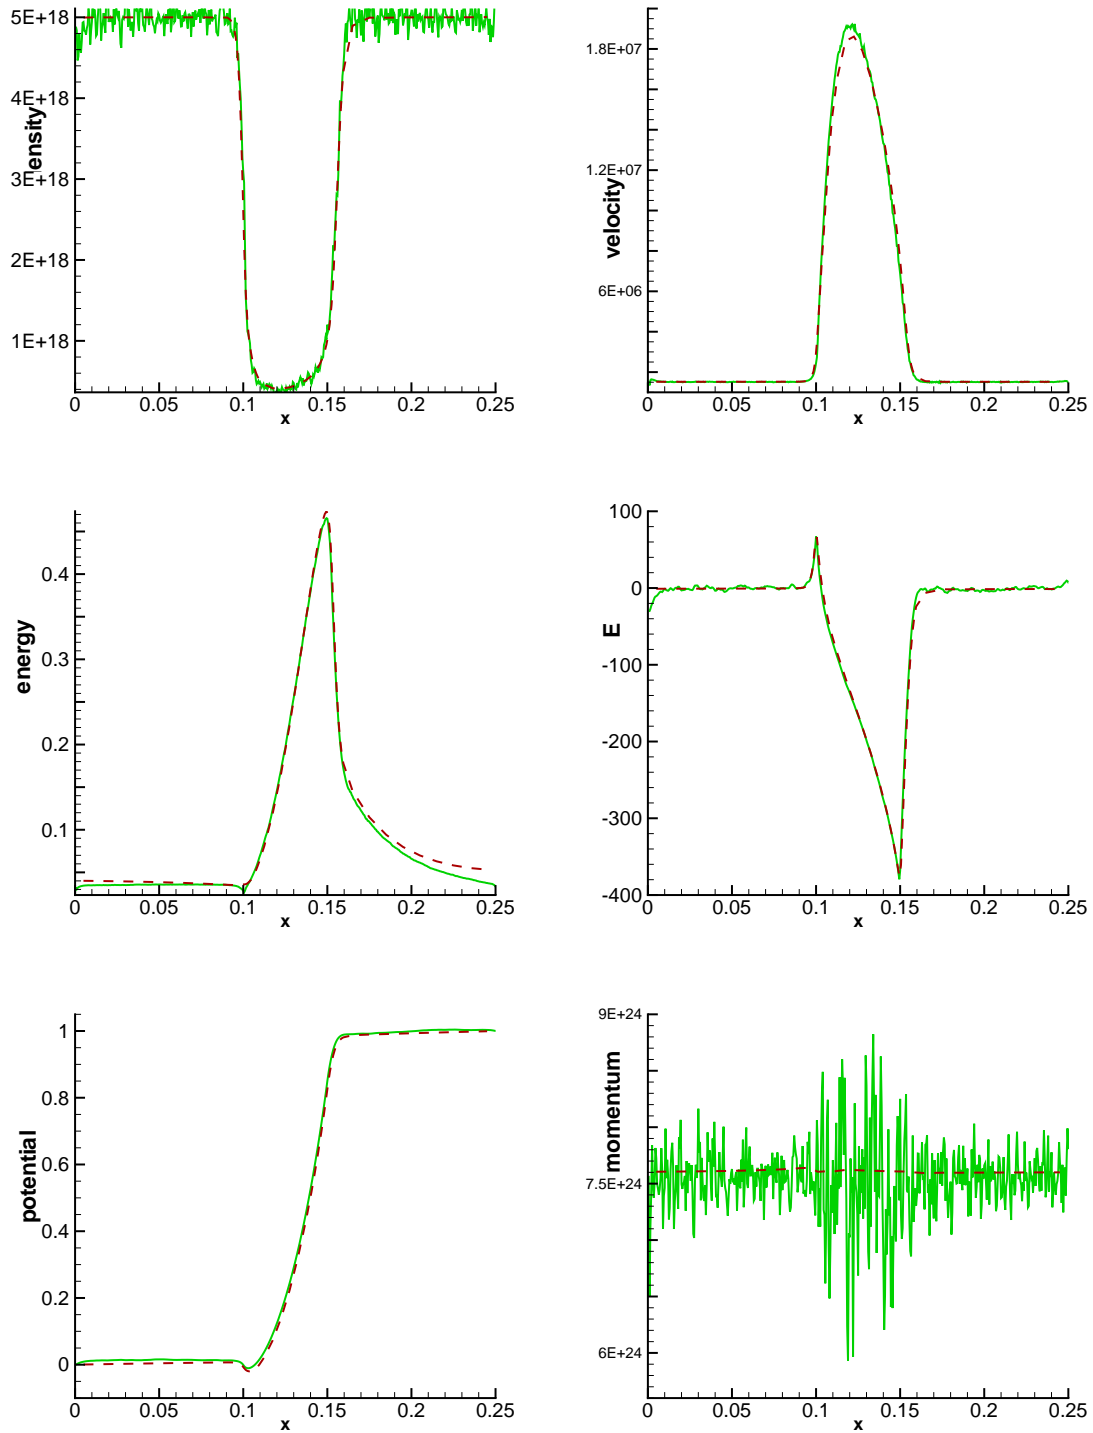 5E+18
4E+18
3E+18
2E+18
1E+18
ensity
0 0.05 0.1 0.15 0.2 0.25
x
1.8E+07
1.2E+07
6E+06
velocity
0 0.05 0.1 0.15 0.2 0.25
x
0.4
0.3
0.2
0.1
energy
0 0.05 0.1 0.15 0.2 0.25
x
100
0
-100
-200
-300
-400
E
0 0.05 0.1 0.15 0.2 0.25
x
1
0.8
0.6
0.4
0.2
0
potential
0 0.05 0.1 0.15 0.2 0.25
x
9E+24
7.5E+24
6E+24
momentum
0 0.05 0.1 0.15 0.2 0.25
x